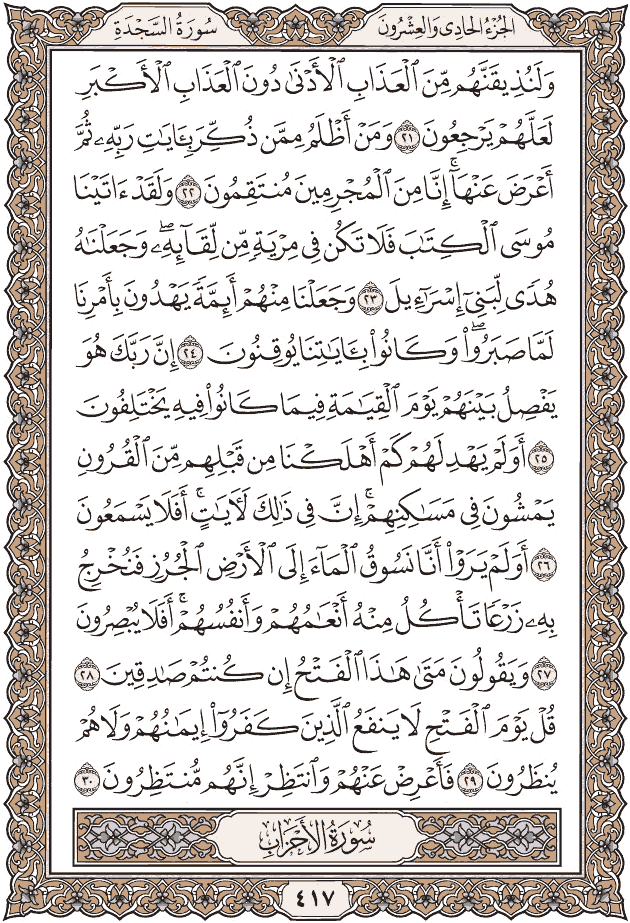 الجزء الحادي والعشرون
سورة السجدة
وَلَنُذِيقَنَّهُم مِّنَ ٱلْعَذَابِ ٱلْأَدْنَىٰ دُونَ ٱلْعَذَابِ ٱلْأَكْبَرِ
لَعَلَّهُمْ يَرْجِعُونَ ٢١ وَمَنْ أَظْلَمُ مِمَّن ذُكِّرَ بِـَٔايَٰتِ رَبِّهِۦ ثُمَّ
أَعْرَضَ عَنْهَآ ۚ إِنَّا مِنَ ٱلْمُجْرِمِينَ مُنتَقِمُونَ ٢٢ وَلَقَدْ ءَاتَيْنَا
مُوسَى ٱلْكِتَٰبَ فَلَا تَكُن فِى مِرْيَةٍ مِّن لِّقَآئِهِۦ ۖ وَجَعَلْنَٰهُ
هُدًى لِّبَنِىٓ إِسْرَٰٓءِيلَ ٢٣ وَجَعَلْنَا مِنْهُمْ أَئِمَّةً يَهْدُونَ بِأَمْرِنَا
لَمَّا صَبَرُوا۟ ۖ وَكَانُوا۟ بِـَٔايَٰتِنَا يُوقِنُونَ ٢٤ إِنَّ رَبَّكَ هُوَ
يَفْصِلُ بَيْنَهُمْ يَوْمَ ٱلْقِيَٰمَةِ فِيمَا كَانُوا۟ فِيهِ يَخْتَلِفُونَ
٢٥ أَوَلَمْ يَهْدِ لَهُمْ كَمْ أَهْلَكْنَا مِن قَبْلِهِم مِّنَ ٱلْقُرُونِ
يَمْشُونَ فِى مَسَٰكِنِهِمْ ۚ إِنَّ فِى ذَٰلِكَ لَـَٔايَٰتٍ ۖ أَفَلَا يَسْمَعُونَ
٢٦ أَوَلَمْ يَرَوْا۟ أَنَّا نَسُوقُ ٱلْمَآءَ إِلَى ٱلْأَرْضِ ٱلْجُرُزِ فَنُخْرِجُ
بِهِۦ زَرْعًا تَأْكُلُ مِنْهُ أَنْعَٰمُهُمْ وَأَنفُسُهُمْ ۖ أَفَلَا يُبْصِرُونَ
٢٧ وَيَقُولُونَ مَتَىٰ هَٰذَا ٱلْفَتْحُ إِن كُنتُمْ صَٰدِقِينَ ٢٨
قُلْ يَوْمَ ٱلْفَتْحِ لَا يَنفَعُ ٱلَّذِينَ كَفَرُوٓا۟ إِيمَٰنُهُمْ وَلَا هُمْ
يُنظَرُونَ ٢٩ فَأَعْرِضْ عَنْهُمْ وَٱنتَظِرْ إِنَّهُم مُّنتَظِرُونَ ٣٠
سُورَةُ الأَحْزَابِ
٤١٧